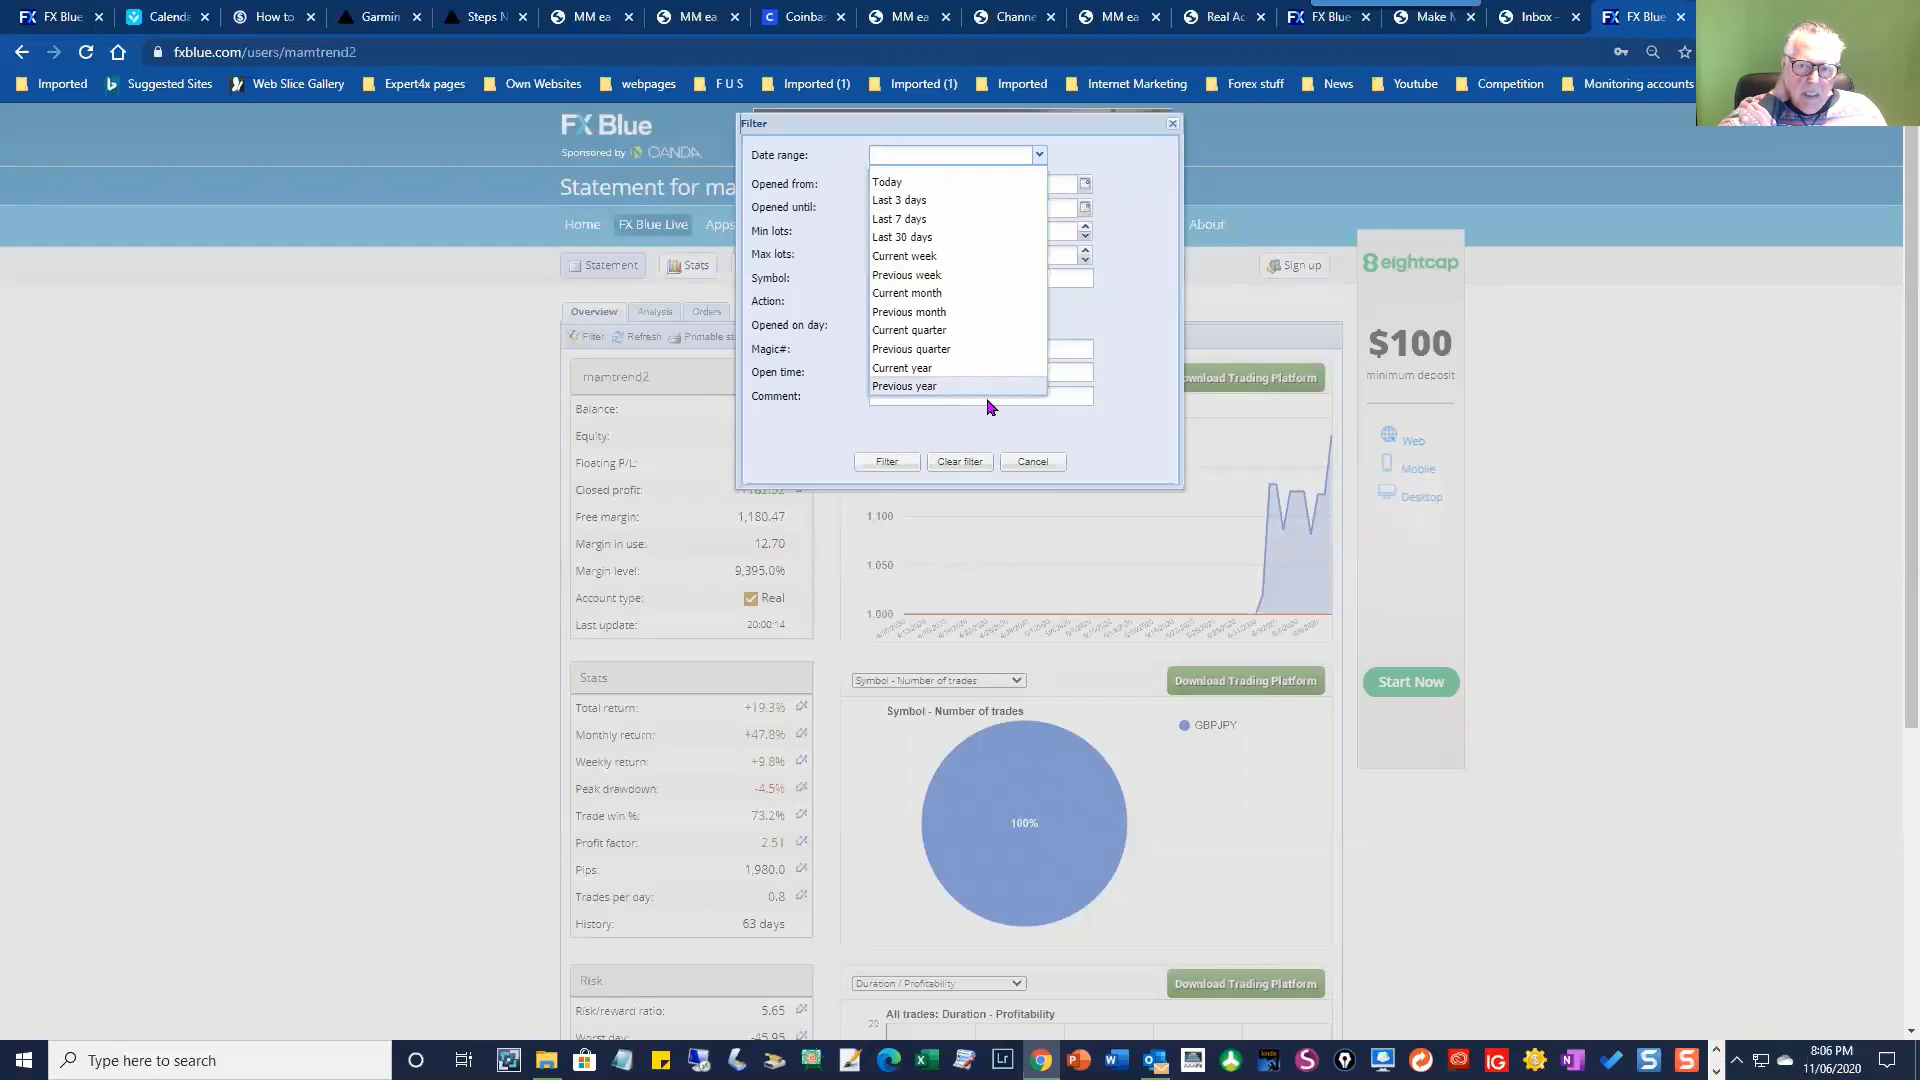 FX Blue
Calenda
How to
Garmin
Steps N
MM ea
MM ea
Coinba
MM ea
Channe
MM ea
Real Ac
FX Blue
Make M
Inbox -
FX Blue
fxblue.com/users/mamtrend2
Imported
Suggested Sites
Web Slice Gallery
Expert4x pages
Own Websites
webpages
F U S
Imported (1)
Imported (1)
Imported
Internet Marketing
Forex stuff
News
Youtube
Competition
Monitoring accounts
FX Blue
Sponsored by OANDA
Statement for ma
Home
FX Blue Live
Apps
About
Statement
Stats
Sign up
Overview
Analysis
Orders
Filter
Refresh
Printable st
Filter
Date range:
Opened from:
Opened until:
Min lots:
Max lots:
Symbol:
Action:
Opened on day:
Magic#:
Open time:
Comment:
Today
Last 3 days
Last 7 days
Last 30 days
Current week
Previous week
Current month
Previous month
Current quarter
Previous quarter
Current year
Previous year
Filter
Clear filter
Cancel
mamtrend2
Balance:
Equity:
Floating P/L:
Closed profit:
Free margin: 1,180.47
Margin in use: 12.70
Margin level: 9,395.0%
Account type: Real
Last update: 20:00:14
ownload Trading Platform
1.100
1.050
1.000
Stats
Total return: +19.3%
Monthly return: +47.8%
Weekly return: +9.8%
Peak drawdown: -4.5%
Trade win %: 73.2%
Profit factor: 2.51
Pips: 1,980.0
Trades per day: 0.8
History: 63 days
Symbol - Number of trades
Download Trading Platform
Symbol - Number of trades
GBPJPY
100%
Risk
Risk/reward ratio: 5.65
Worst day: -45.95
Duration / Profitability
Download Trading Platform
All trades: Duration - Profitability
20
eightcap
$100
minimum deposit
Web
Mobile
Desktop
Start Now
Type here to search
Lr
IG
8:06 PM
11/06/2020